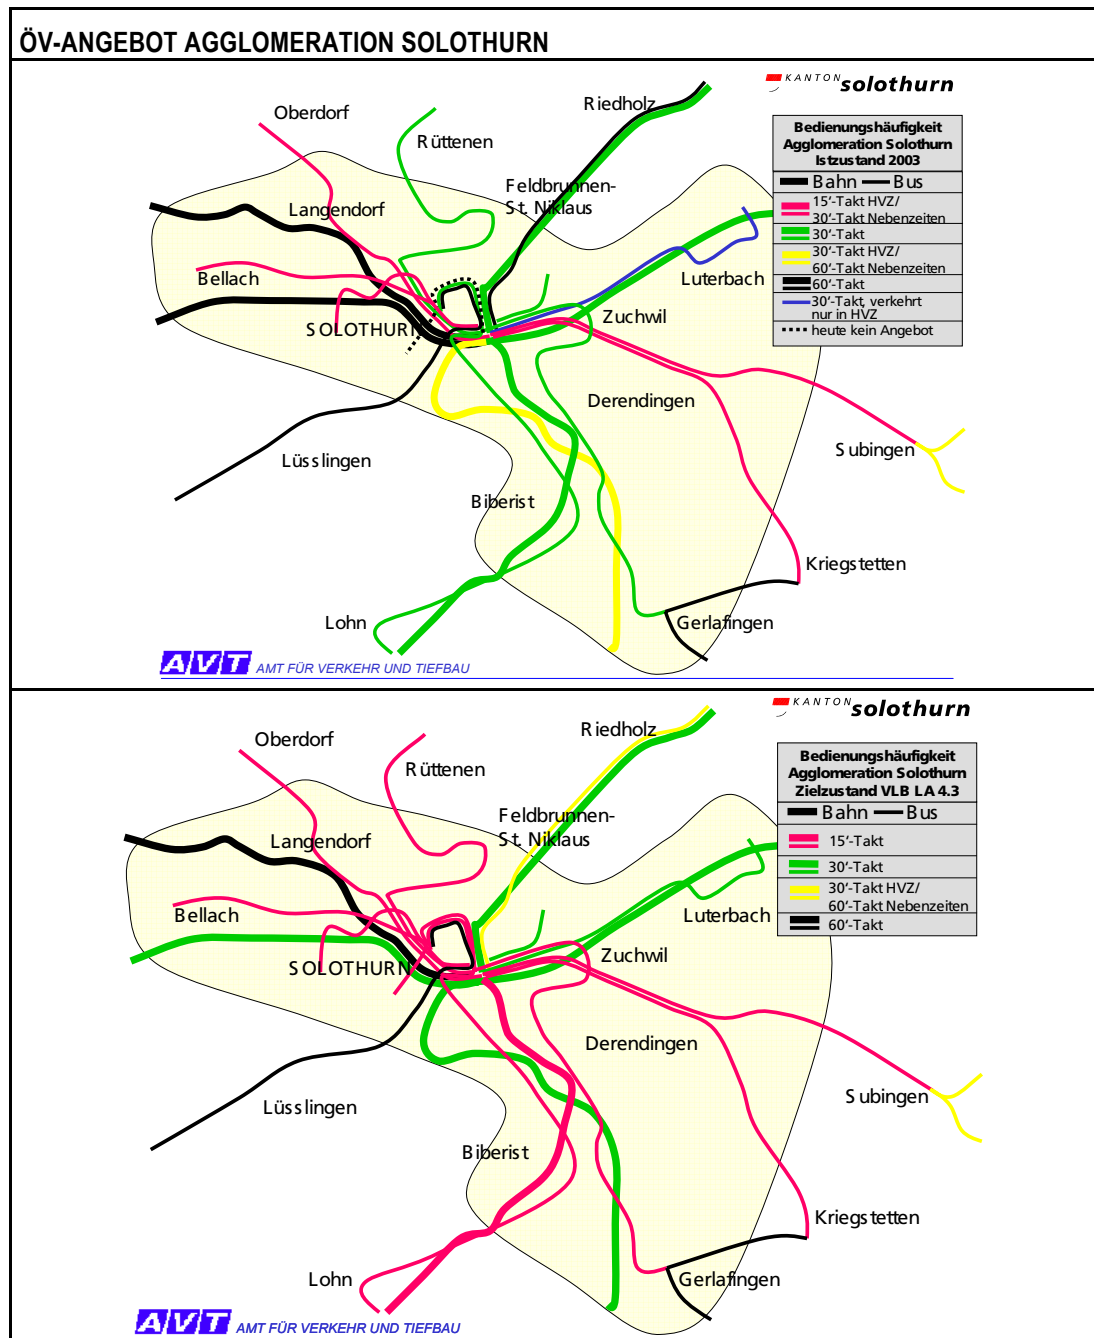 ÖV-ANGEBOT AGGLOMERATION SOLOTHURN
KANTON solothurn
Bedienungshäufigkeit
Agglomeration Solothurn
Istzustand 2003
Bahn Bus
15'-Takt HVZ/
30'-Takt Nebenzeiten
30'-Takt
30'-Takt HVZ/
60'-Takt Nebenzeiten
60'-Takt
30'-Takt, verkehrt
nur in HVZ
heute kein Angebot
Oberdorf
Rüttenen
Riedholz
Langendorf
Feldbrunnen-
St. Niklaus
Bellach
Luterbach
SOLOTHURN
Zuchwil
Derendingen
Lüsslingen
Subingen
Biberist
Kriegstetten
Lohn
Gerlafingen
AVT AMT FÜR VERKEHR UND TIEFBAU
KANTON solothurn
Bedienungshäufigkeit
Agglomeration Solothurn
Zielzustand VLB LA 4.3
Bahn Bus
15'-Takt
30'-Takt
30'-Takt HVZ/
60'-Takt Nebenzeiten
60'-Takt
Oberdorf
Rüttenen
Riedholz
Langendorf
Feldbrunnen-
St. Niklaus
Bellach
Luterbach
SOLOTHURN
Zuchwil
Derendingen
Lüsslingen
Subingen
Biberist
Kriegstetten
Lohn
Gerlafingen
AVT AMT FÜR VERKEHR UND TIEFBAU